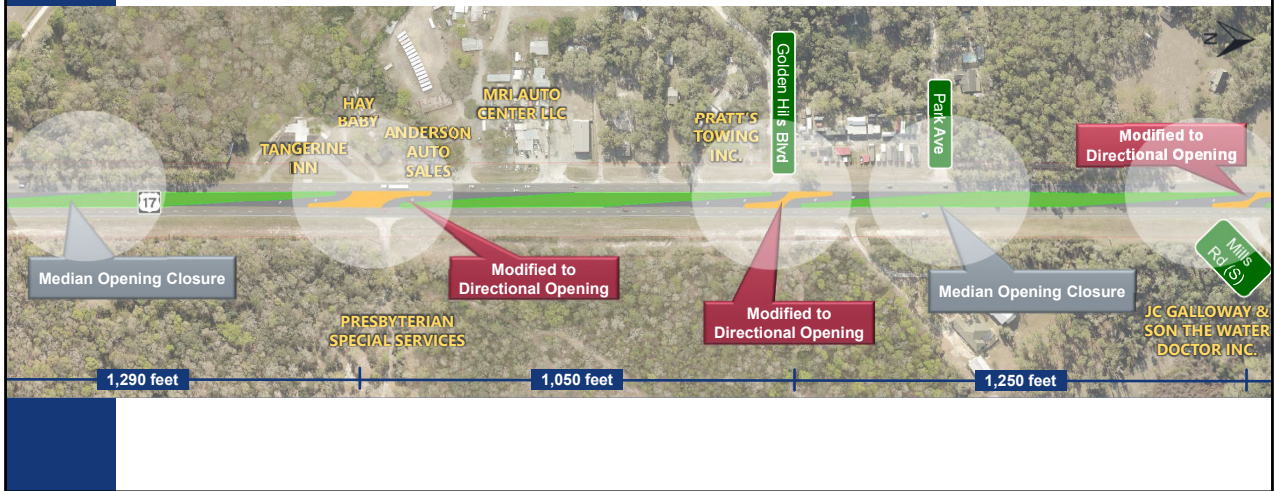 N
Golden Hills Blvd
Park Ave
HAY
BABY
MRI AUTO
CENTER LLC
ANDERSON
AUTO
SALES
TANGERINE
INN
PRATT'S
TOWING
INC.
Modified to
Directional Opening
17
Median Opening Closure
Modified to
Directional Opening
Modified to
Directional Opening
Median Opening Closure
Mills
Rd (S)
PRESBYTERIAN
SPECIAL SERVICES
JC GALLOWAY &
SON THE WATER
DOCTOR INC.
1,290 feet
1,050 feet
1,250 feet